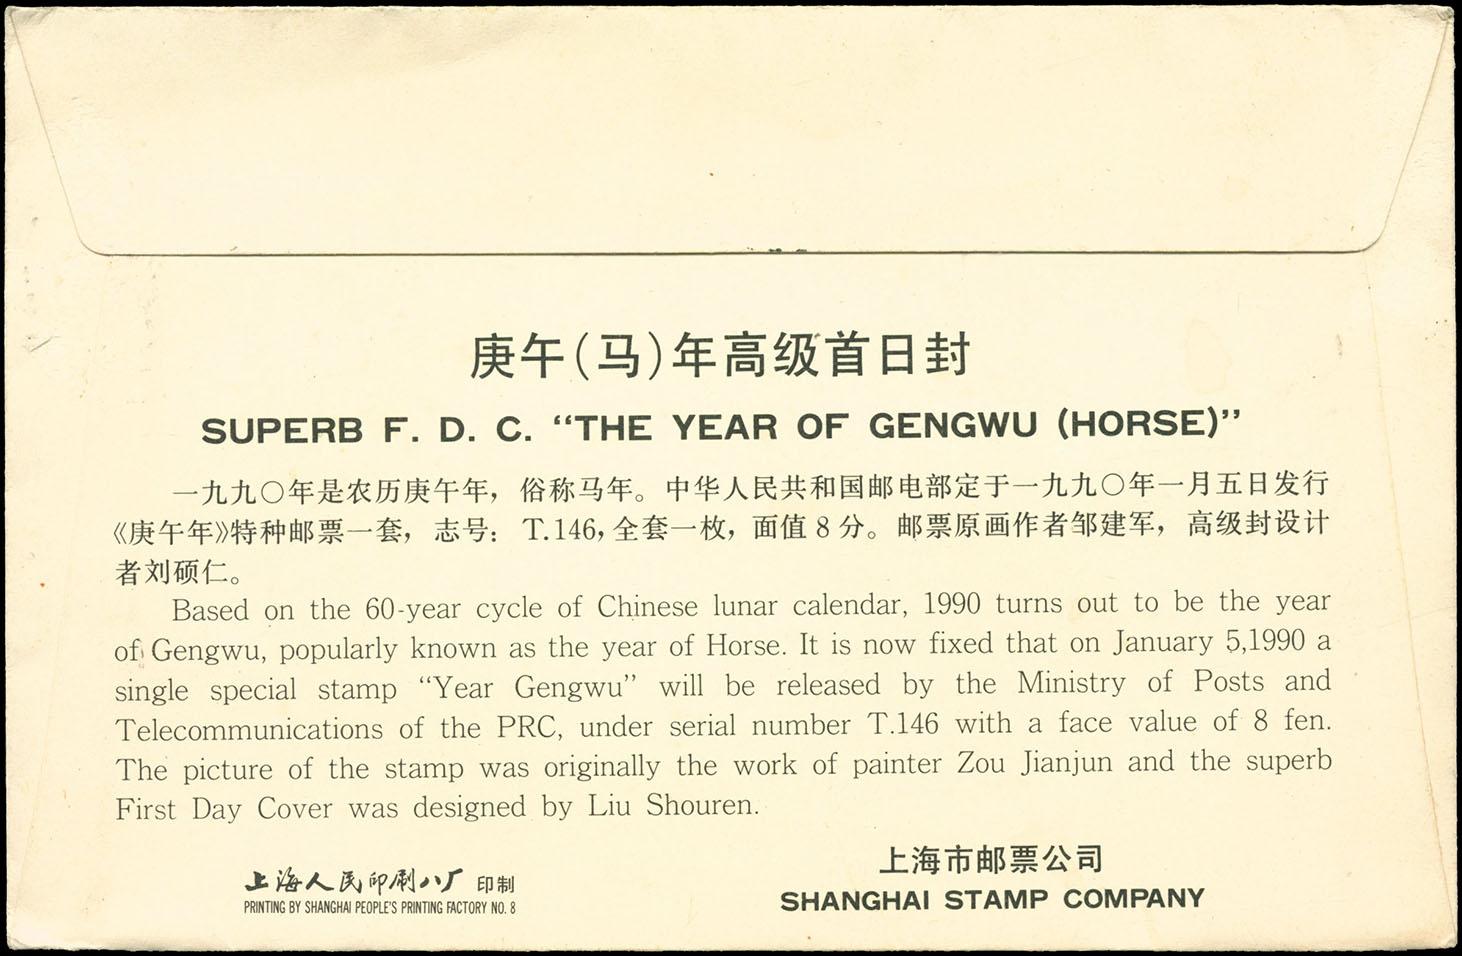 庚午(马)年高级首日封
SUPERB F. D. C. “THE YEAR OF GENGWU (HORSE)”
一九九〇年是农历庚午年，俗称马年。中华人民共和国邮电部定于一九九〇年一月五日发行
《庚午年》特种邮票一套，志号：T.146，全套一枚，面值8分。邮票原画作者邹建军，高级封设计
者刘硕仁。
Based on the 60-year cycle of Chinese lunar calendar, 1990 turns out to be the year
of Gengwu, popularly known as the year of Horse. It is now fixed that on January 5,1990 a
single special stamp “Year Gengwu” will be released by the Ministry of Posts and
Telecommunications of the PRC, under serial number T.146 with a face value of 8 fen.
The picture of the stamp was originally the work of painter Zou Jianjun and the superb
First Day Cover was designed by Liu Shouren.
上海人民印刷八厂 印制
PRINTING BY SHANGHAI PEOPLE'S PRINTING FACTORY NO. 8
上海市邮票公司
SHANGHAI STAMP COMPANY